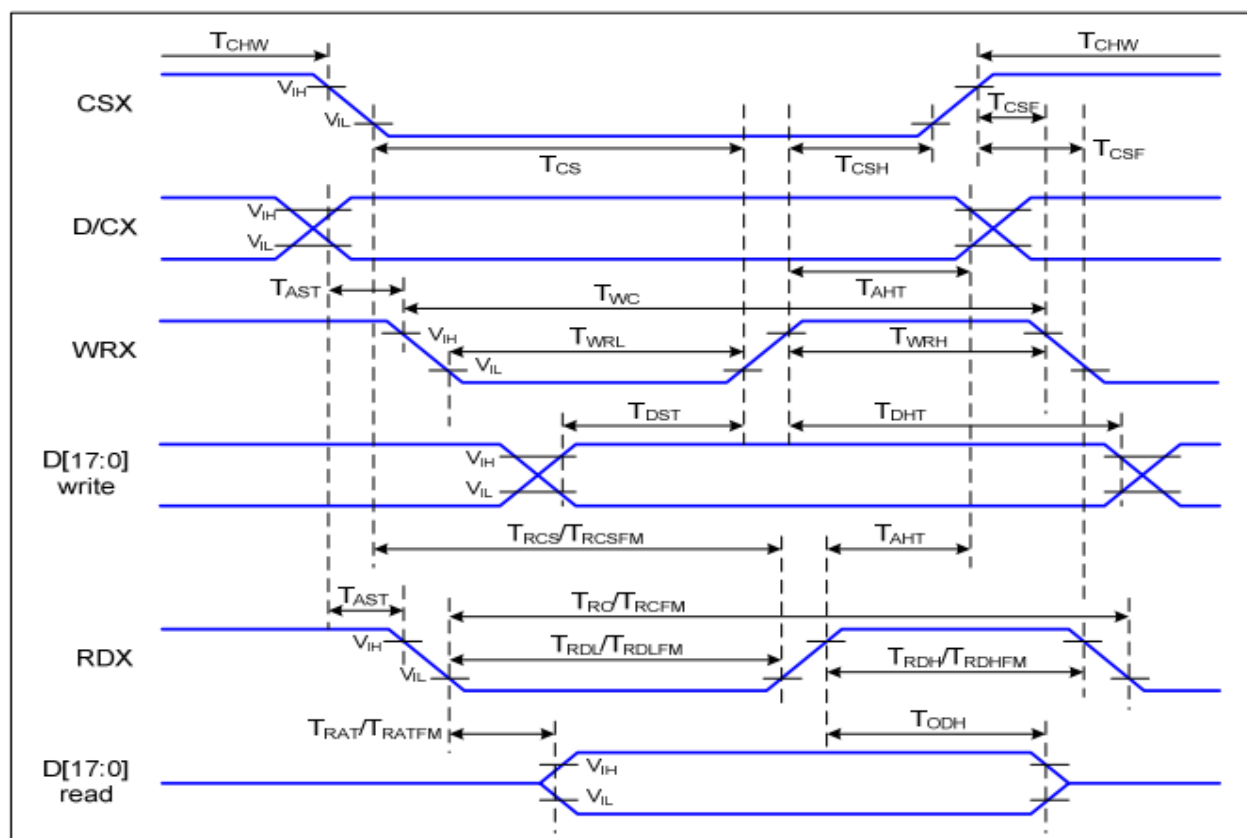 TCHW TCHW
CSX VIH VIL TCSF
TCS TCSH TCSF
D/CX VIH VIL
TAST TWC TAHT
WRX VIH TWRL TWRH
VIL
TDST TDHT
D[17:0] VIH
write VIL
TRCS/TRCSFM TAHT
TAST TRC/TRCFM
RDX VIH TRDL/TRDLFM TRDH/TRDHFM
VIL
TRAT/TRATFM TODH
D[17:0] VIH
read VIL